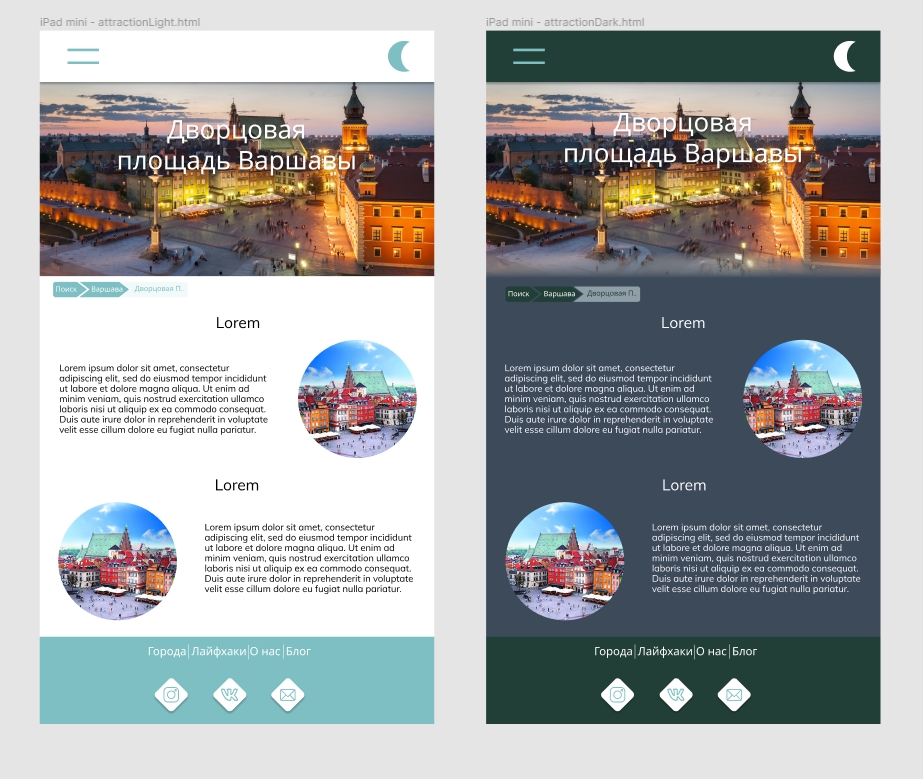 iPad mini - attractionLight.html
Дворцовая
площадь Варшавы
Поиск
Варшава
Дворцовая П.
Lorem
Lorem ipsum dolor sit amet, consectetur
adipiscing elit, sed do eiusmod tempor incididunt
ut labore et dolore magna aliqua. Ut enim ad
minim veniam, quis nostrud exercitation ullamco
laboris nisi ut aliquip ex ea commodo consequat.
Duis aute irure dolor in reprehenderit in voluptate
velit esse cillum dolore eu fugiat nulla pariatur.
Lorem
Lorem ipsum dolor sit amet, consectetur
adipiscing elit, sed do eiusmod tempor incididunt
ut labore et dolore magna aliqua. Ut enim ad
minim veniam, quis nostrud exercitation ullamco
laboris nisi ut aliquip ex ea commodo consequat.
Duis aute irure dolor in reprehenderit in voluptate
velit esse cillum dolore eu fugiat nulla pariatur.
Города|Лайфхаки|О нас|Блог
iPad mini - attractionDark.html
Дворцовая
площадь Варшавы
Поиск
Варшава
Дворцовая П.
Lorem
Lorem ipsum dolor sit amet, consectetur
adipiscing elit, sed do eiusmod tempor incididunt
ut labore et dolore magna aliqua. Ut enim ad
minim veniam, quis nostrud exercitation ullamco
laboris nisi ut aliquip ex ea commodo consequat.
Duis aute irure dolor in reprehenderit in voluptate
velit esse cillum dolore eu fugiat nulla pariatur.
Lorem
Lorem ipsum dolor sit amet, consectetur
adipiscing elit, sed do eiusmod tempor incididunt
ut labore et dolore magna aliqua. Ut enim ad
minim veniam, quis nostrud exercitation ullamco
laboris nisi ut aliquip ex ea commodo consequat.
Duis aute irure dolor in reprehenderit in voluptate
velit esse cillum dolore eu fugiat nulla pariatur.
Города|Лайфхаки|О нас|Блог